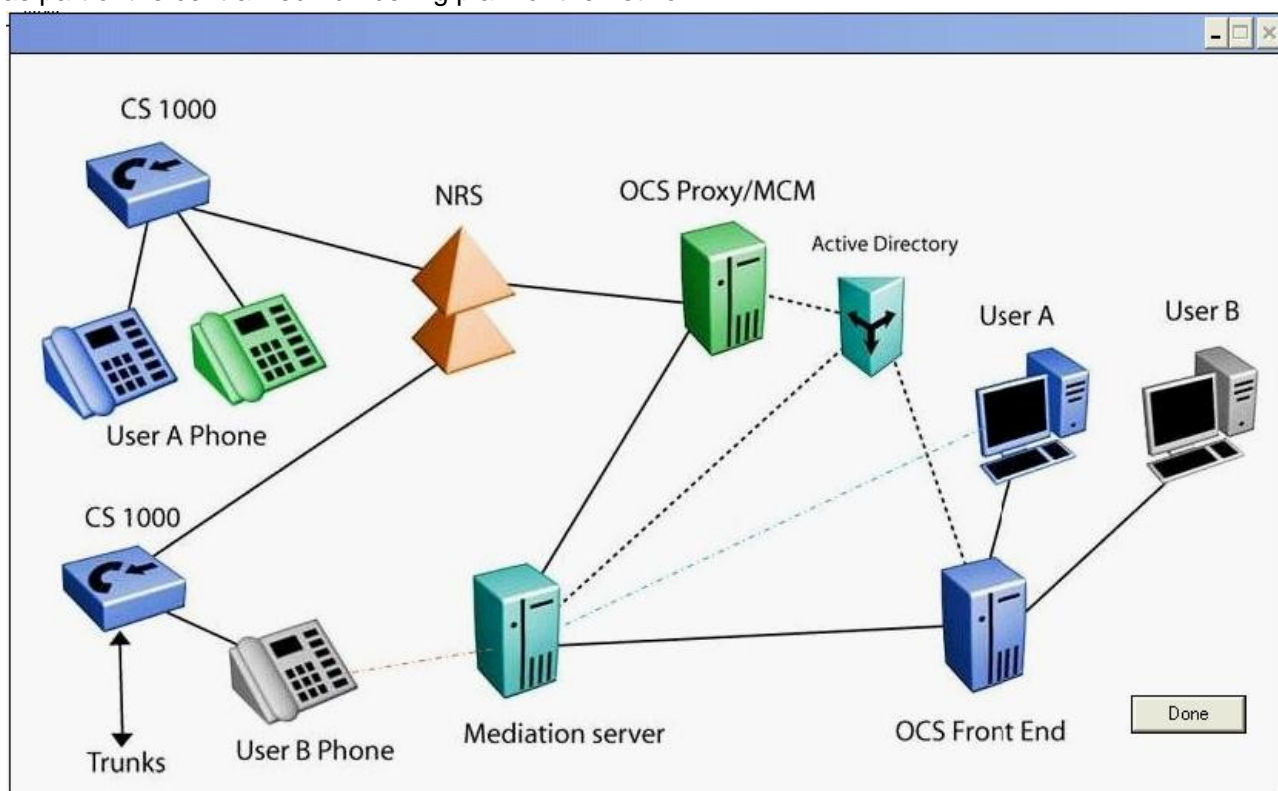 CS 1000
NRS
OCS Proxy/MCM
Active Directory
User A
User B
User A Phone
CS 1000
Mediation server
OCS Front End
Done
User B Phone
Trunks